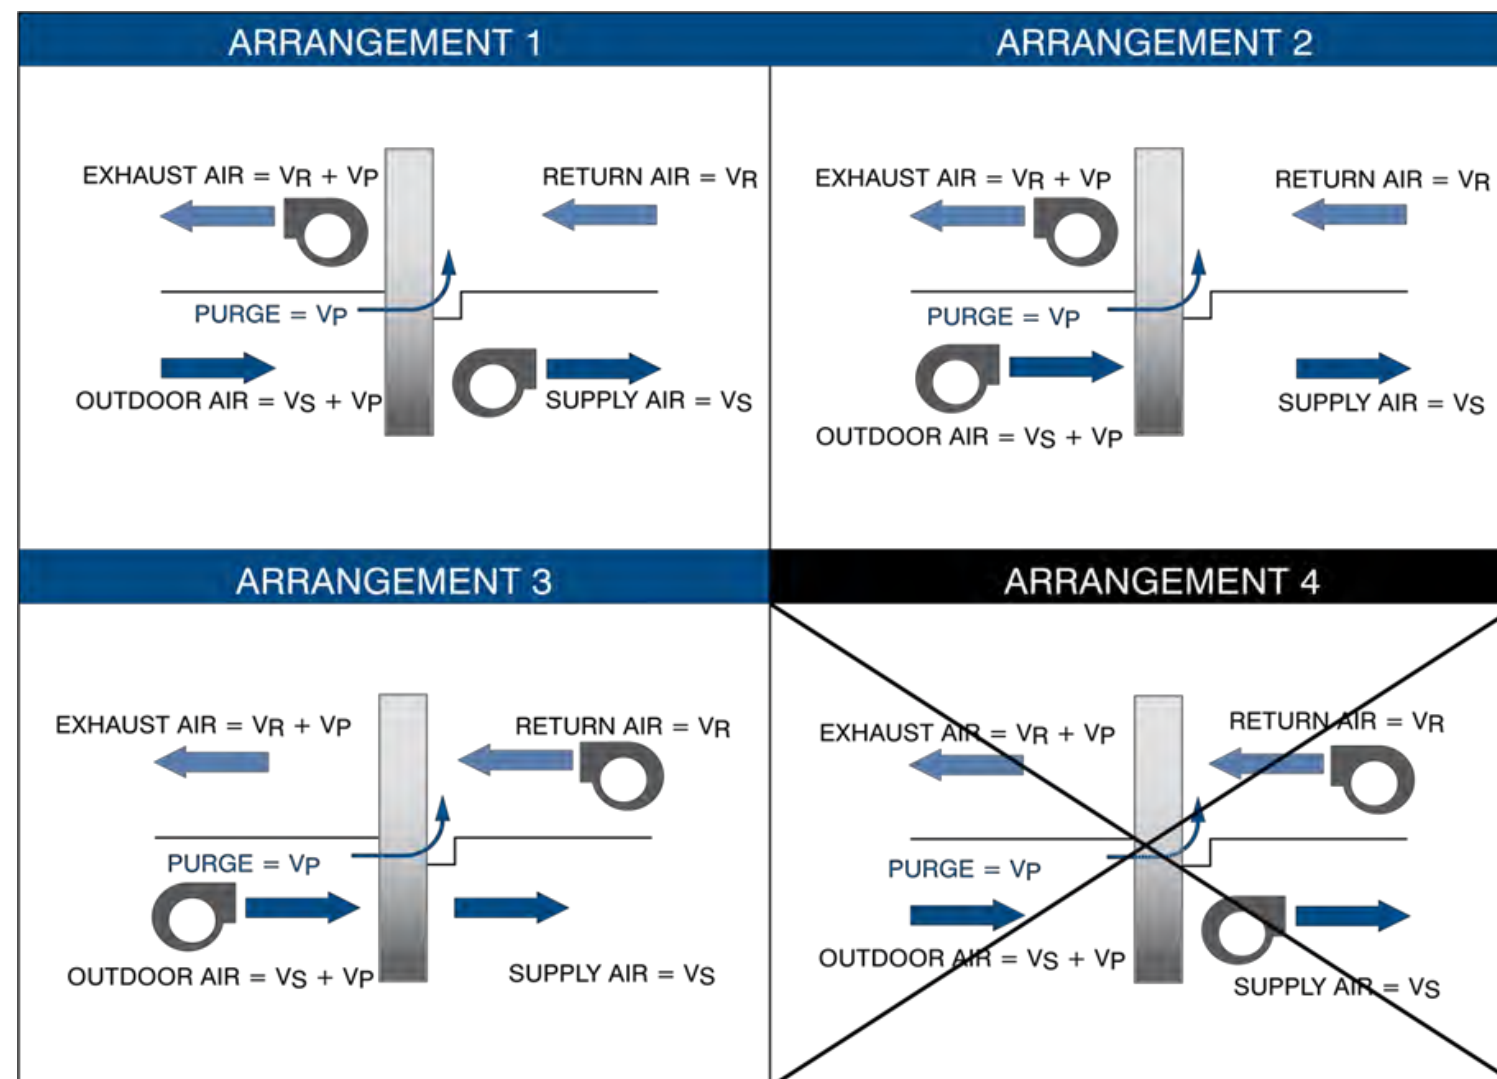 ARRANGEMENT 1
EXHAUST AIR = VR + VP
RETURN AIR = VR
PURGE = VP
OUTDOOR AIR = VS + VP
SUPPLY AIR = VS
ARRANGEMENT 2
EXHAUST AIR = VR + VP
RETURN AIR = VR
PURGE = VP
SUPPLY AIR = VS
OUTDOOR AIR = VS + VP
ARRANGEMENT 3
EXHAUST AIR = VR + VP
RETURN AIR = VR
PURGE = VP
OUTDOOR AIR = VS + VP
SUPPLY AIR = VS
ARRANGEMENT 4
EXHAUST AIR = VR + VP
RETURN AIR = VR
PURGE = VP
OUTDOOR AIR = VS + VP
SUPPLY AIR = VS